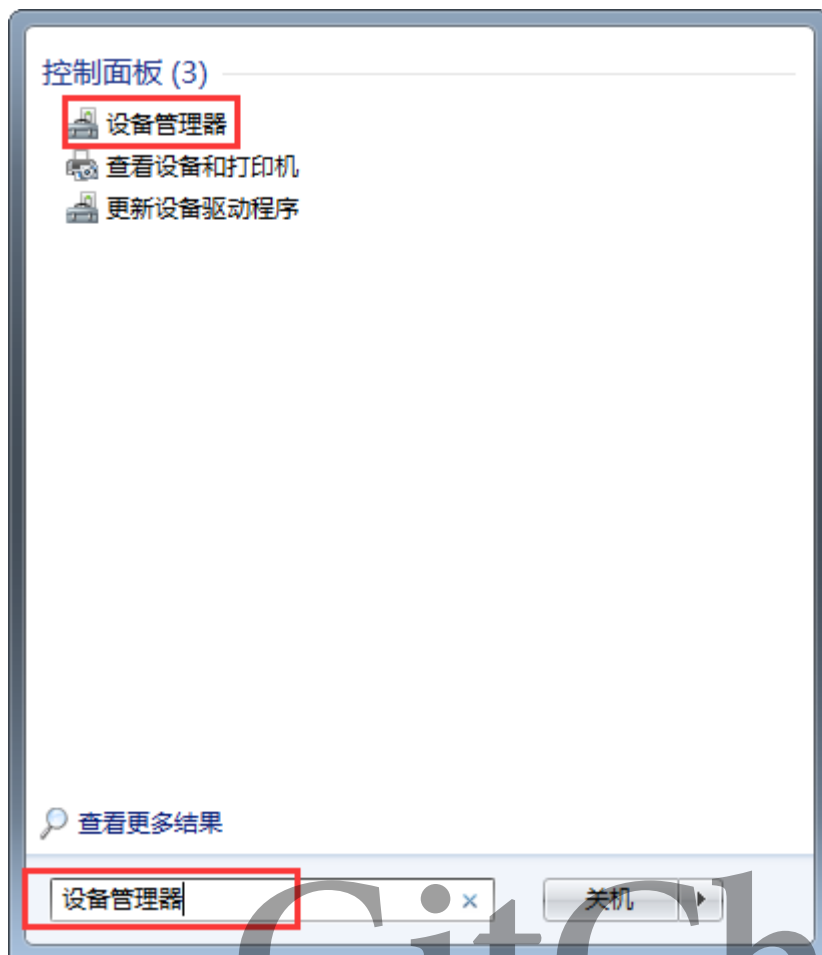 控制面板 (3)
设备管理器
查看设备和打印机
更新设备驱动程序
查看更多结果
设备管理器
关机
GitCh